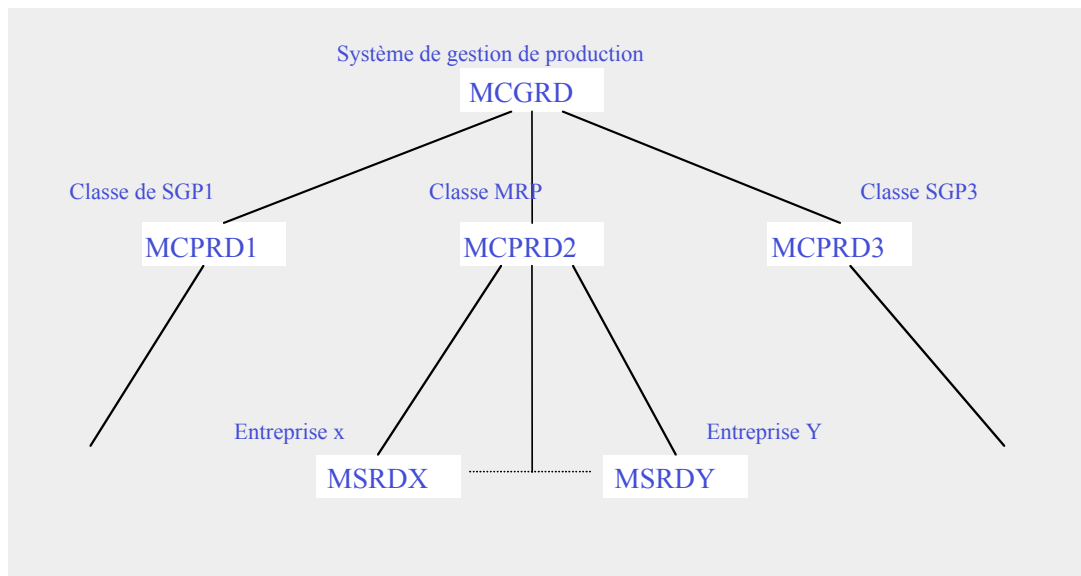 Système de gestion de production
MCGRD
Classe de SGP1
Classe MRP
Classe SGP3
MCPRD1
MCPRD2
MCPRD3
Entreprise x
Entreprise Y
MSRDX
MSRDY